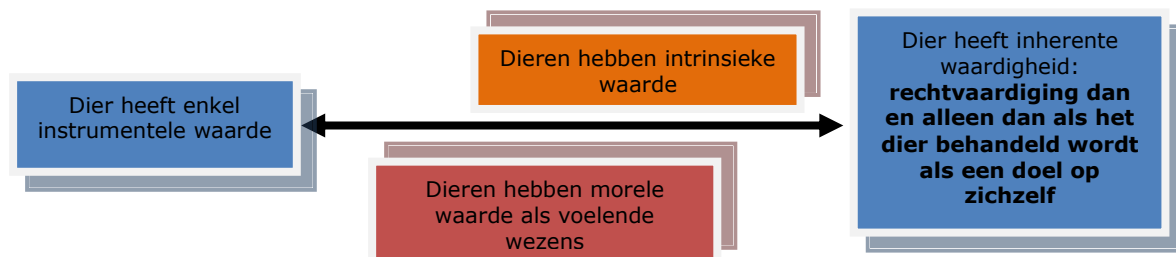 Dier heeft enkel
instrumentele waarde
Dieren hebben intrinsieke
waarde
Dieren hebben morele
waarde als voelende
wezens
Dier heeft inherente
waardigheid:
rechtvaardiging dan
en alleen dan als het
dier behandeld wordt
als een doel op
zichzelf